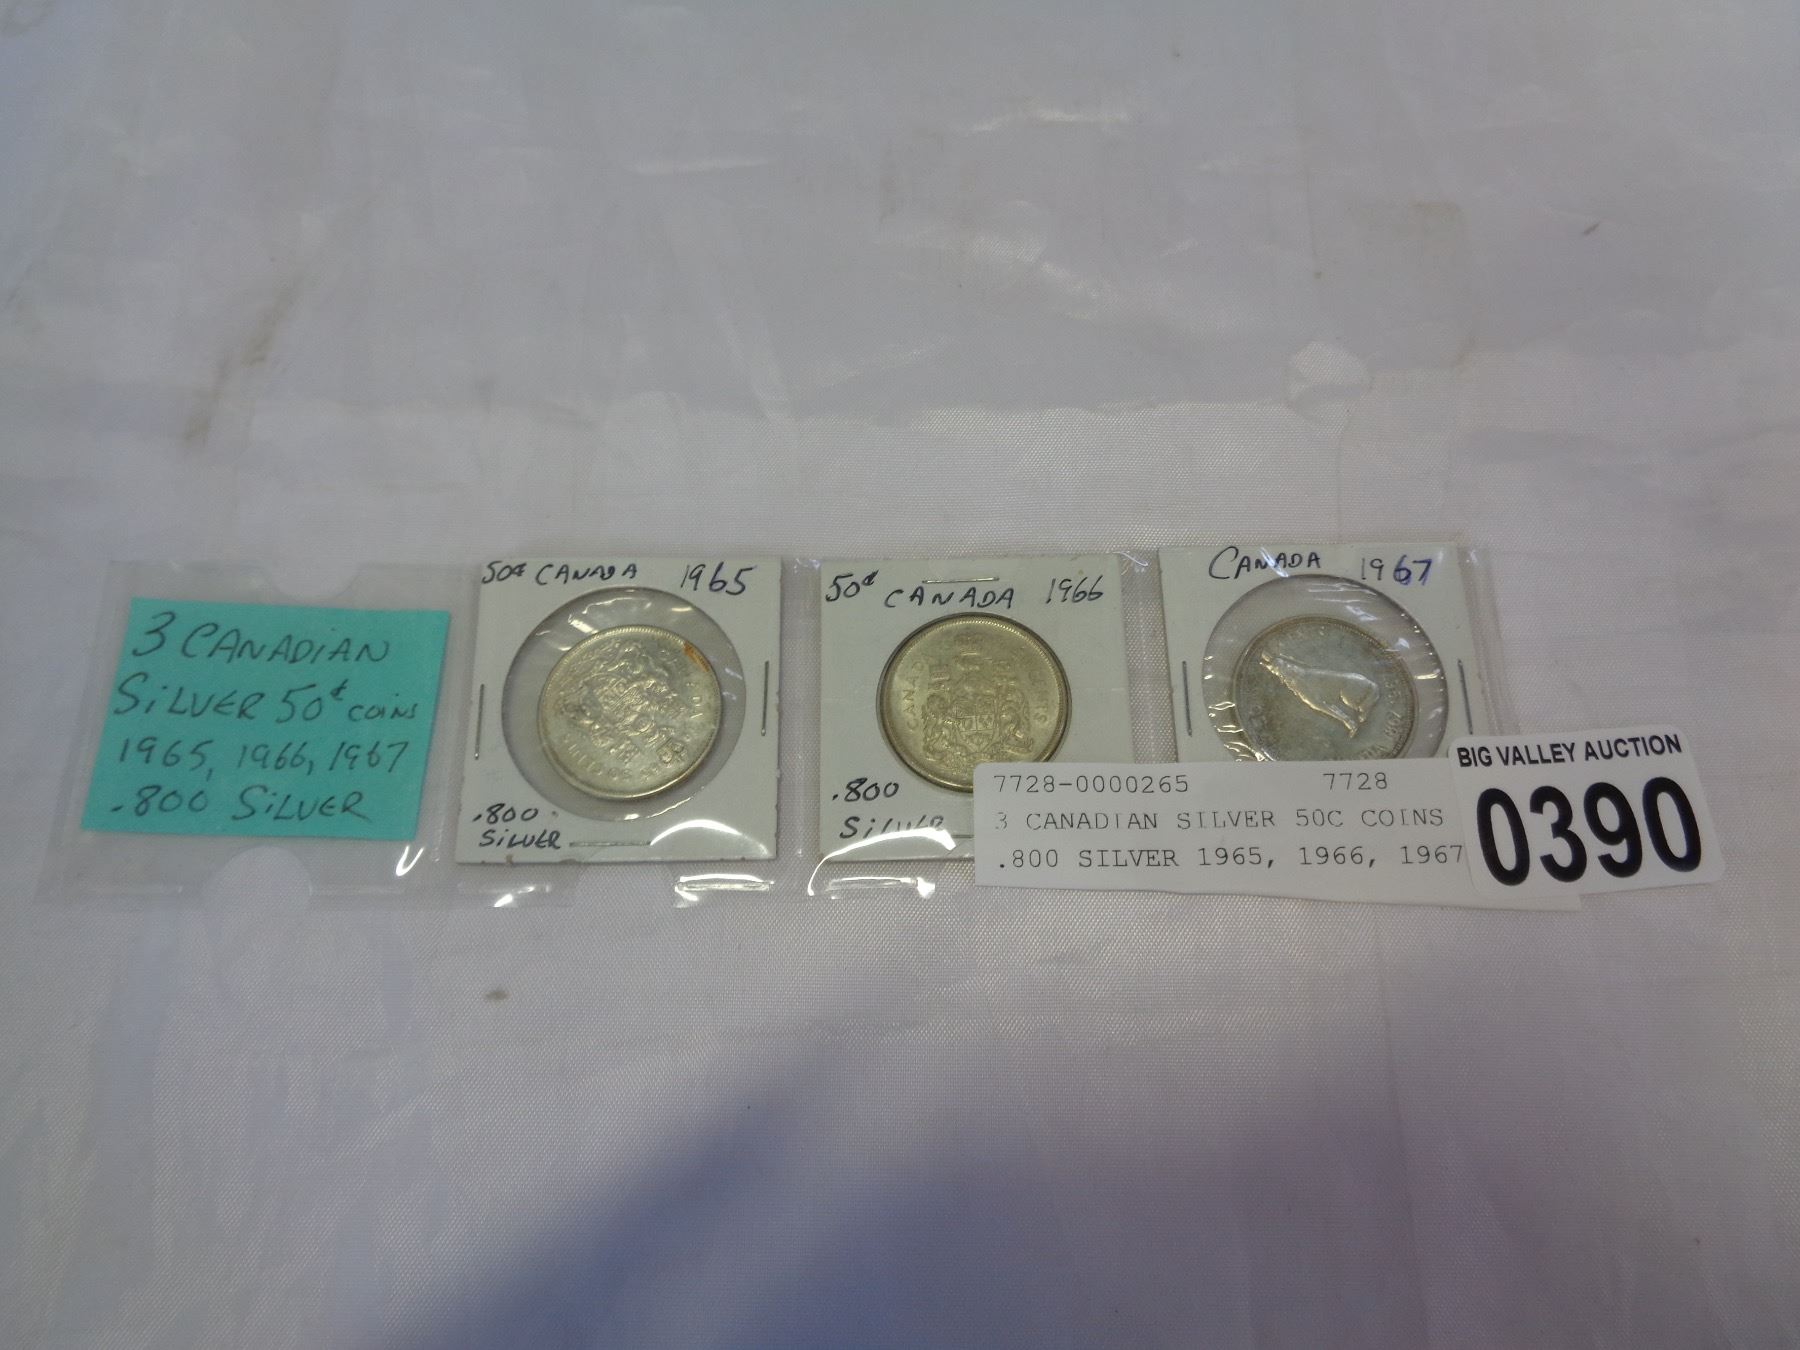 3 CANADIAN
SILVER 50¢ COINS
1965, 1966, 1967
.800 SILVER
50¢ CANADA 1965
.800
SILVER
50¢ CANADA 1966
CANADA
.800
SILVER
CANADA 1967
7728-0000265 7728
3 CANADIAN SILVER 50C COINS
.800 SILVER 1965, 1966, 1967
BIG VALLEY AUCTION
0390